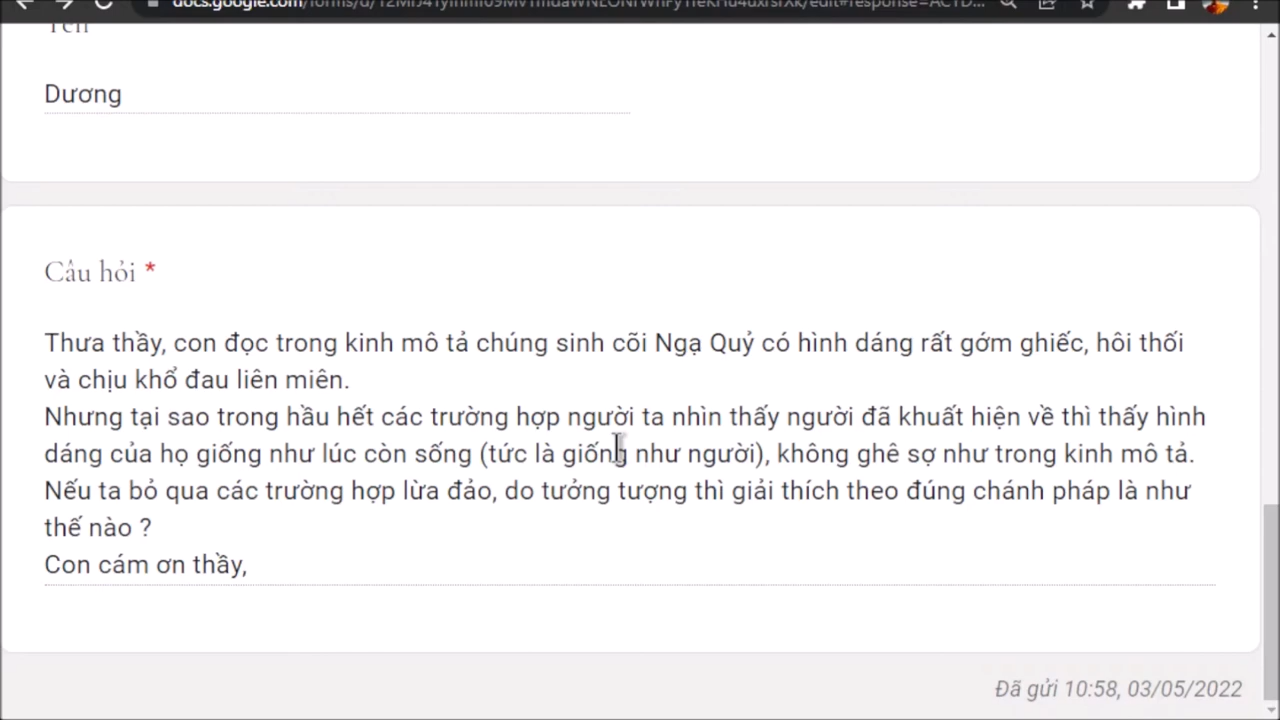 Tên
Dương
Câu hỏi *
Thưa thầy, con đọc trong kinh mô tả chúng sinh cõi Ngạ Quỷ có hình dáng rất gớm ghiếc, hôi thối
và chịu khổ đau liên miên.
Nhưng tại sao trong hầu hết các trường hợp người ta nhìn thấy người đã khuất hiện về thì thấy hình
dáng của họ giống như lúc còn sống (tức là giống như người), không ghê sợ như trong kinh mô tả.
Nếu ta bỏ qua các trường hợp lừa đảo, do tưởng tượng thì giải thích theo đúng chánh pháp là như
thế nào ?
Con cám ơn thầy,
Đã gửi 10:58, 03/05/2022